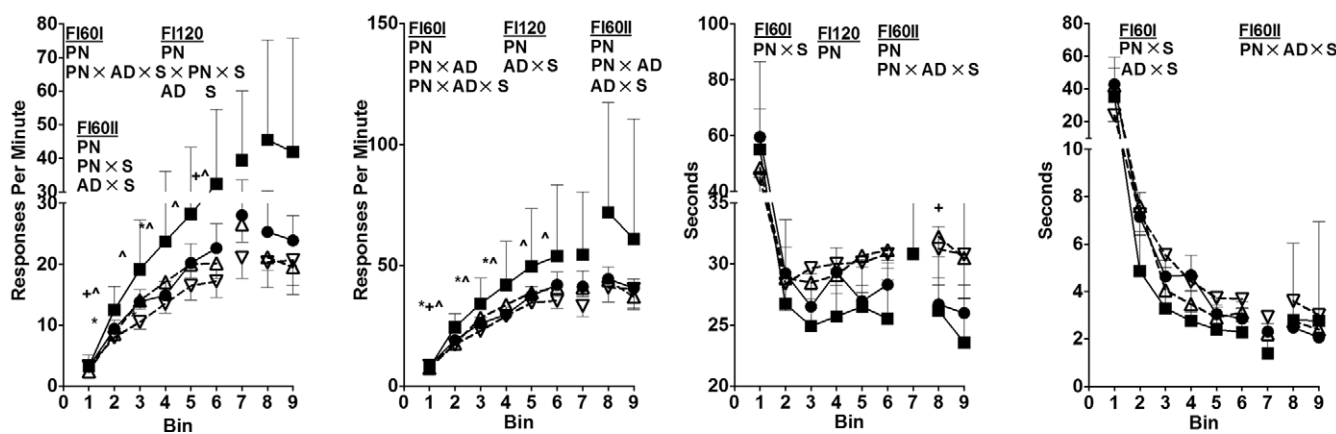 Responses Per Minute
80
70
60
50
40
30
30
20
10
0
FI60I
PN
PN × AD × S × PN × S
FI120
PN
AD PN S
FI60II
PN
PN × S
AD × S
+^
*
^
*^
^
^
+^
0 1 2 3 4 5 6 7 8 9
Bin
Responses Per Minute
150
100
50
0
FI60I
PN
PN × AD
PN × AD × S
FI120
PN
AD × S
FI60II
PN
PN × AD
AD × S
*+^
*^
*^
^
^
0 1 2 3 4 5 6 7 8 9
Bin
Seconds
100
80
60
40
35
30
25
20
FI60I
PN × S
FI120
PN
FI60II
PN
PN × AD × S
+
0 1 2 3 4 5 6 7 8 9
Bin
Seconds
80
60
40
20
8
6
4
2
0
FI60I
PN × S
AD × S
FI60II
PN × AD × S
0 1 2 3 4 5 6 7 8 9
Bin